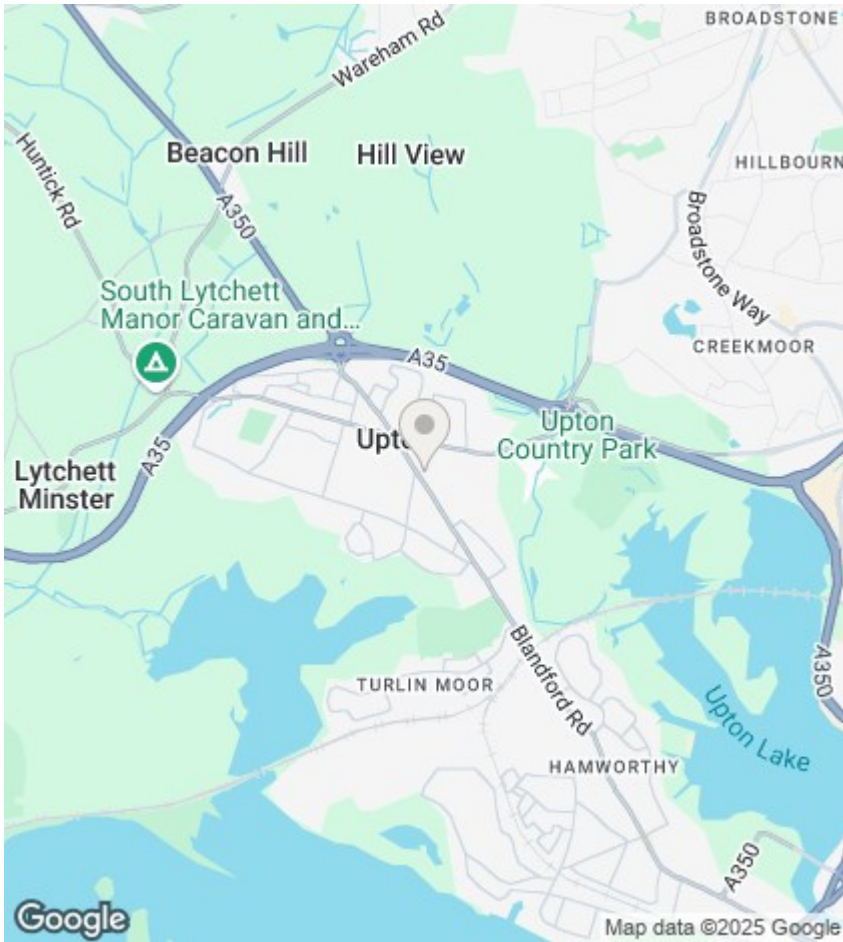 BROADSTONE
Wareham Rd
Beacon Hill
Hill View
HILLBOURN
Huntick Rd
A350
Broadstone Way
South Lytchett
Manor Caravan and...
CREEKMOOR
A35
Upton
Country Park
Upto
A35
Lytchett
Minster
Blandford Rd
A350
TURLIN MOOR
Upton Lake
HAMWORTHY
A350
Google
Map data ©2025 Google